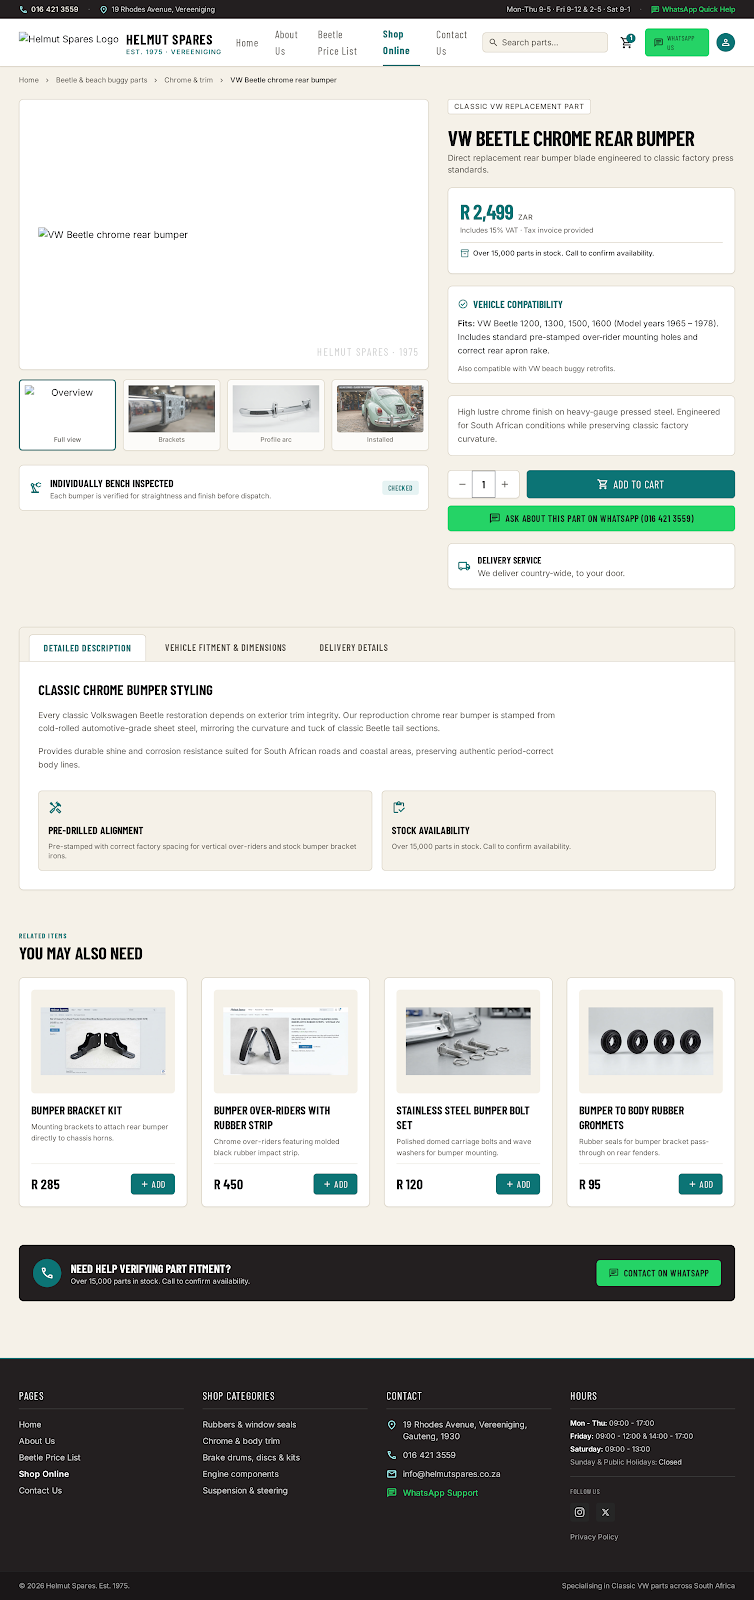 016 421 3559 · 19 Rhodes Avenue, Vereeniging
Mon-Thu 9-5 · Fri 9-12 & 2-5 · Sat 9-1 · WhatsApp Quick Help
Helmut Spares Logo
HELMUT SPARES
EST. 1975 · VEREENIGING
Home
About Us
Beetle Price List
Shop Online
Contact Us
Search parts...
1
WHATSAPP US
Home › Beetle & beach buggy parts › Chrome & trim › VW Beetle chrome rear bumper
VW Beetle chrome rear bumper
HELMUT SPARES · 1975
Overview
Full view
Brackets
Profile arc
Installed
INDIVIDUALLY BENCH INSPECTED
Each bumper is verified for straightness and finish before dispatch.
CHECKED
CLASSIC VW REPLACEMENT PART
VW BEETLE CHROME REAR BUMPER
Direct replacement rear bumper blade engineered to classic factory press
standards.
R 2,499 ZAR
Includes 15% VAT · Tax invoice provided
Over 15,000 parts in stock. Call to confirm availability.
VEHICLE COMPATIBILITY
Fits: VW Beetle 1200, 1300, 1500, 1600 (Model years 1965 – 1978).
Includes standard pre-stamped over-rider mounting holes and
correct rear apron rake.
Also compatible with VW beach buggy retrofits.
High lustre chrome finish on heavy-gauge pressed steel. Engineered
for South African conditions while preserving classic factory
curvature.
− 1 +
ADD TO CART
ASK ABOUT THIS PART ON WHATSAPP (016 421 3559)
DELIVERY SERVICE
We deliver country-wide, to your door.
DETAILED DESCRIPTION
VEHICLE FITMENT & DIMENSIONS
DELIVERY DETAILS
CLASSIC CHROME BUMPER STYLING
Every classic Volkswagen Beetle restoration depends on exterior trim integrity. Our reproduction chrome rear bumper is stamped from
cold-rolled automotive-grade sheet steel, mirroring the curvature and tuck of classic Beetle tail sections.
Provides durable shine and corrosion resistance suited for South African roads and coastal areas, preserving authentic period-correct
body lines.
PRE-DRILLED ALIGNMENT
Pre-stamped with correct factory spacing for vertical over-riders and stock bumper bracket
irons.
STOCK AVAILABILITY
Over 15,000 parts in stock. Call to confirm availability.
RELATED ITEMS
YOU MAY ALSO NEED
BUMPER BRACKET KIT
Mounting brackets to attach rear bumper
directly to chassis horns.
R 285
+ ADD
BUMPER OVER-RIDERS WITH
RUBBER STRIP
Chrome over-riders featuring molded
black rubber impact strip.
R 450
+ ADD
STAINLESS STEEL BUMPER BOLT
SET
Polished domed carriage bolts and wave
washers for bumper mounting.
R 120
+ ADD
BUMPER TO BODY RUBBER
GROMMETS
Rubber seals for bumper bracket pass-
through on rear fenders.
R 95
+ ADD
NEED HELP VERIFYING PART FITMENT?
Over 15,000 parts in stock. Call to confirm availability.
CONTACT ON WHATSAPP
PAGES
Home
About Us
Beetle Price List
Shop Online
Contact Us
SHOP CATEGORIES
Rubbers & window seals
Chrome & body trim
Brake drums, discs & kits
Engine components
Suspension & steering
CONTACT
19 Rhodes Avenue, Vereeniging,
Gauteng, 1930
016 421 3559
info@helmutspares.co.za
WhatsApp Support
HOURS
Mon - Thu: 09:00 - 17:00
Friday: 09:00 - 12:00 & 14:00 - 17:00
Saturday: 09:00 - 13:00
Sunday & Public Holidays: Closed
FOLLOW US
Privacy Policy
© 2026 Helmut Spares. Est. 1975.
Specialising in Classic VW parts across South Africa